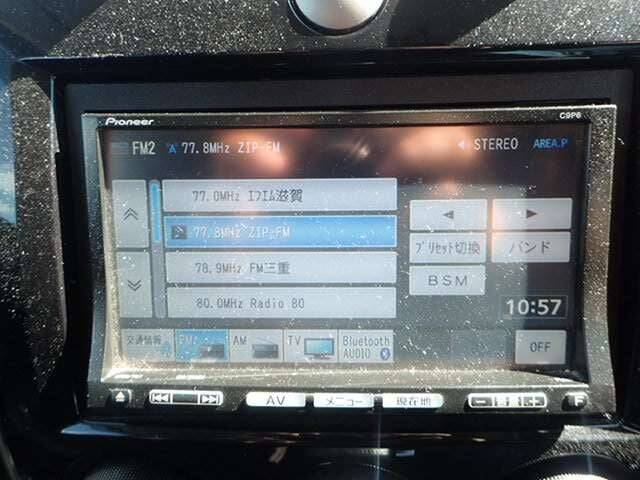 Pioneer C9P6
FM2 A 77.8MHz ZIP-FM STEREO AREA.P
77.0MHz エフエム滋賀
77.8MHz ZIP-FM
プリセット切換 バンド
78.9MHz FM三重
BSM
80.0MHz Radio 80
10:57
交通情報 FM2 AM TV Bluetooth AUDIO OFF
AV メニュー 現在地 F